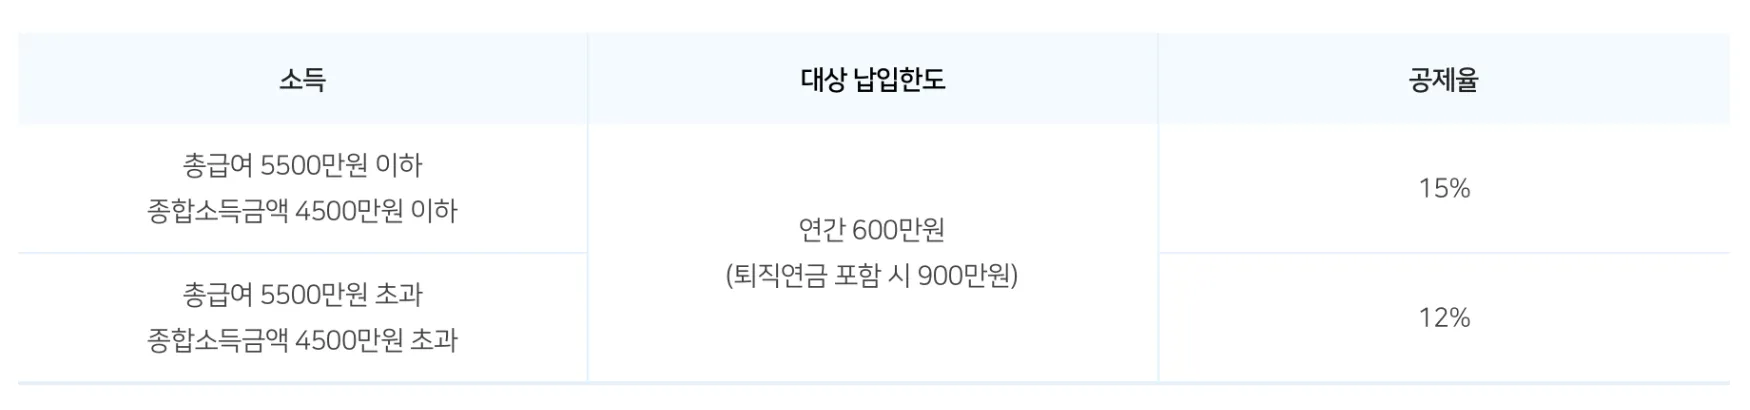 소득
대상 납입한도
공제율
총급여 5500만원 이하
종합소득금액 4500만원 이하
연간 600만원
(퇴직연금 포함 시 900만원)
15%
총급여 5500만원 초과
종합소득금액 4500만원 초과
12%